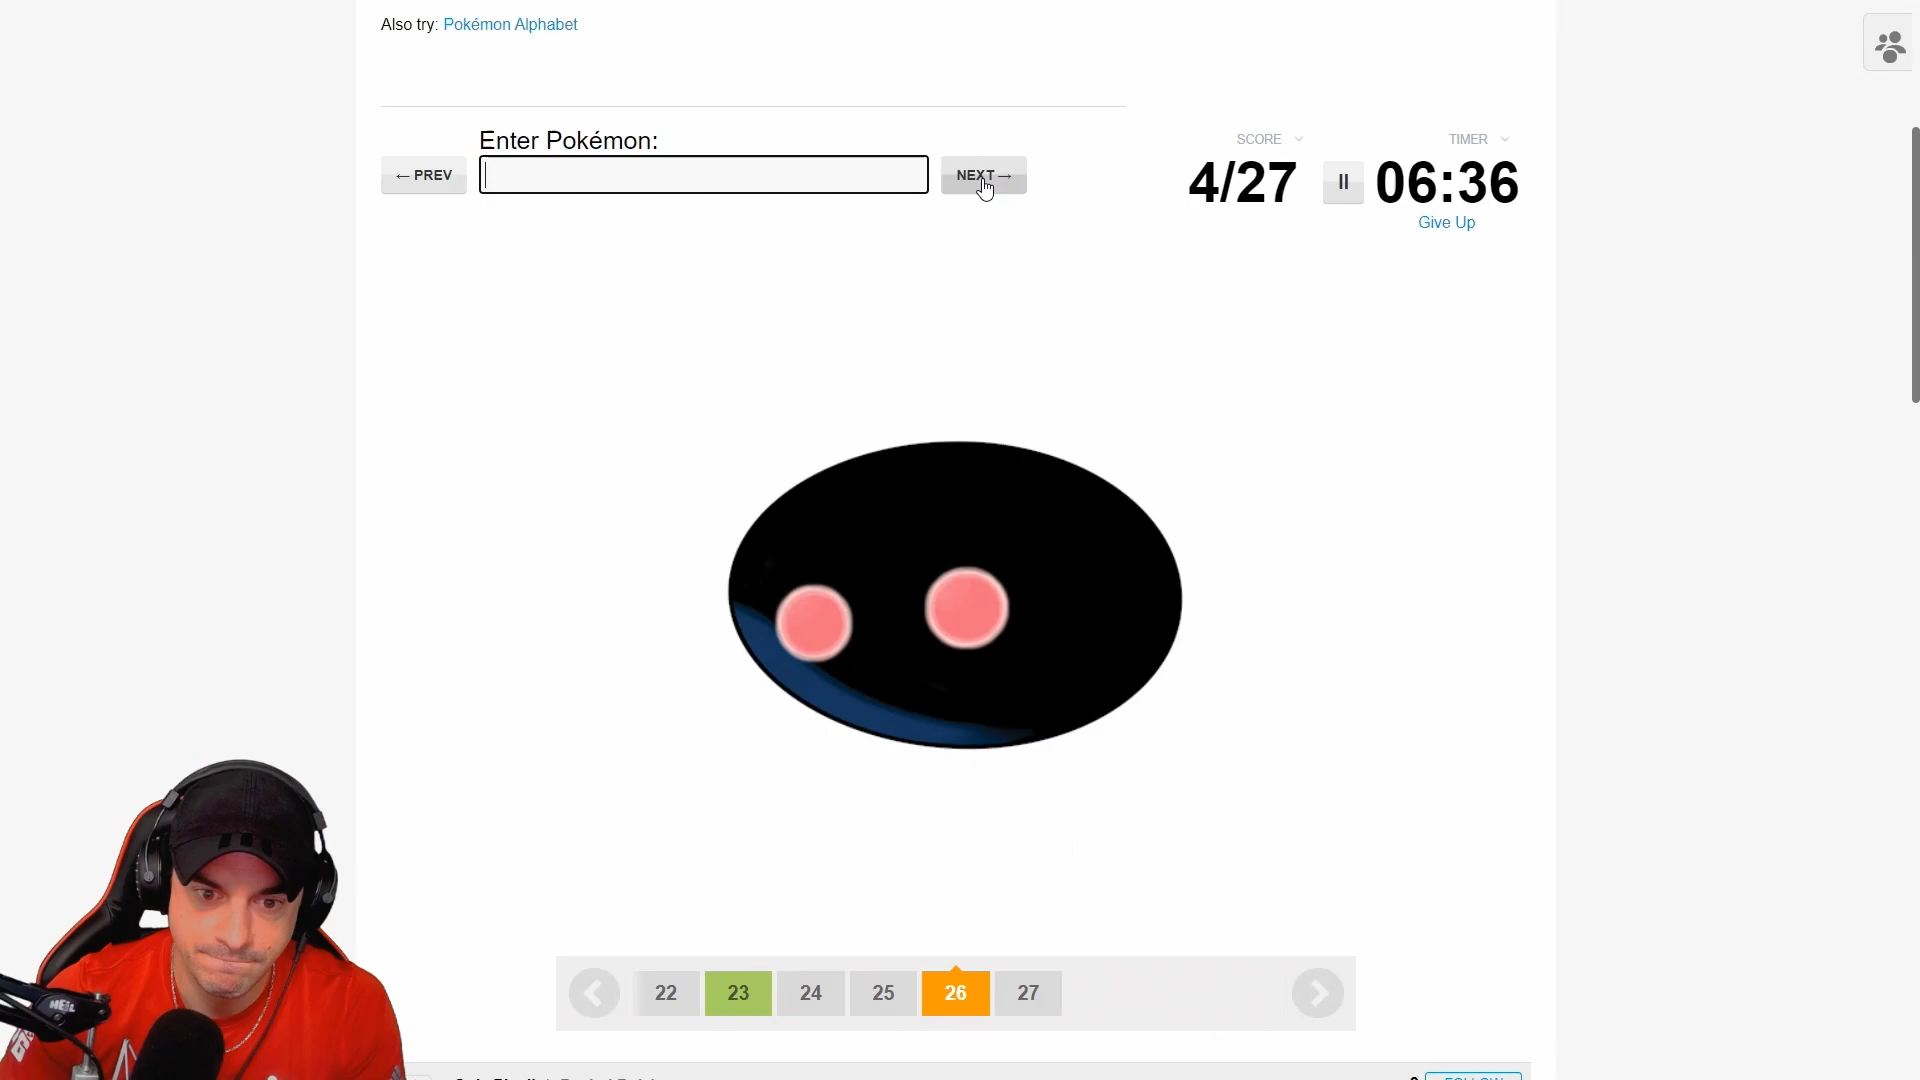 Also try: Pokémon Alphabet
Enter Pokémon:
← PREV
NEXT →
SCORE
4/27
TIMER
06:36
Give Up
22 23 24 25 26 27
HEIL